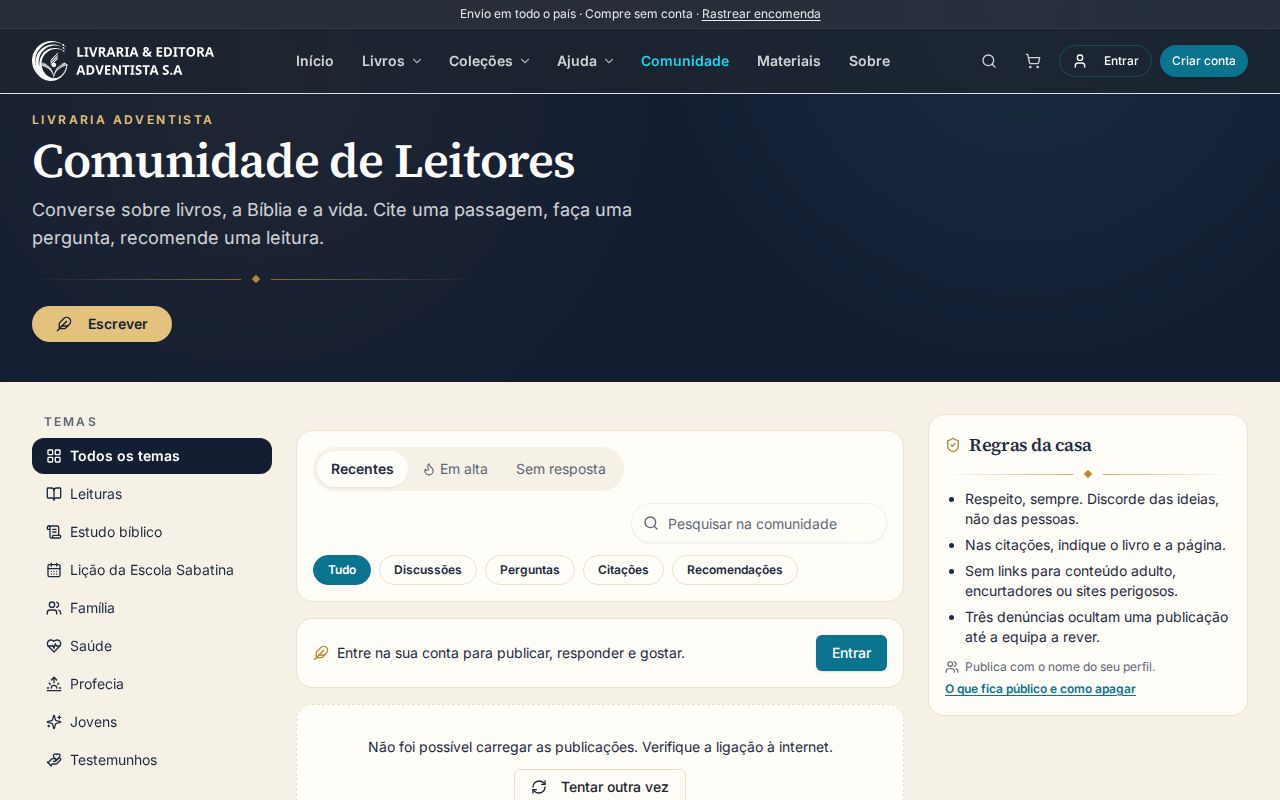 Envio em todo o país · Compre sem conta · Rastrear encomenda
LIVRARIA & EDITORA
ADVENTISTA S.A
Início
Livros
Coleções
Ajuda
Comunidade
Materiais
Sobre
Entrar
Criar conta
LIVRARIA ADVENTISTA
Comunidade de Leitores
Converse sobre livros, a Bíblia e a vida. Cite uma passagem, faça uma
pergunta, recomende uma leitura.
Escrever
TEMAS
Todos os temas
Leituras
Estudo bíblico
Lição da Escola Sabatina
Família
Saúde
Profecia
Jovens
Testemunhos
Recentes
Em alta
Sem resposta
Pesquisar na comunidade
Tudo
Discussões
Perguntas
Citações
Recomendações
Entre na sua conta para publicar, responder e gostar.
Entrar
Não foi possível carregar as publicações. Verifique a ligação à internet.
Tentar outra vez
Regras da casa
Respeito, sempre. Discorde das ideias,
não das pessoas.
Nas citações, indique o livro e a página.
Sem links para conteúdo adulto,
encurtadores ou sites perigosos.
Três denúncias ocultam uma publicação
até a equipa a rever.
Publica com o nome do seu perfil.
O que fica público e como apagar